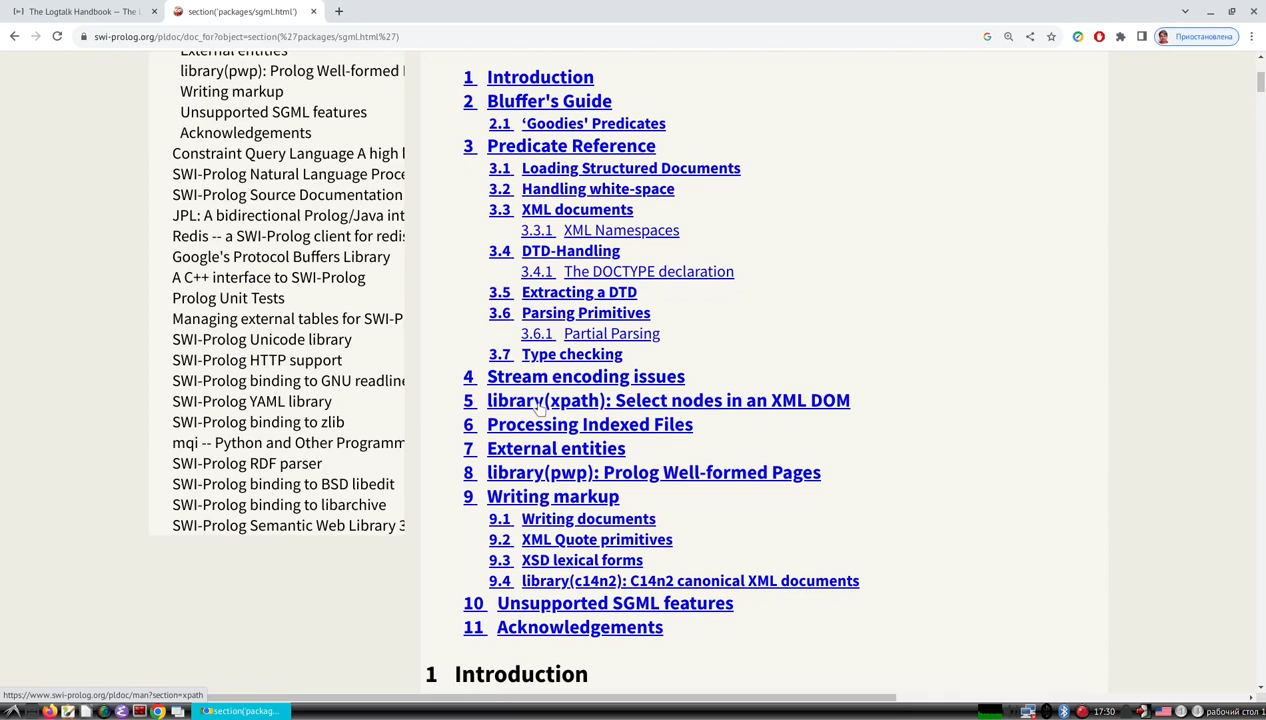 The Logtalk Handbook — The L
section('packages/sgml.html')
swi-prolog.org/pldoc/doc_for?object=section(%27packages/sgml.html%27)
Приостановлена
External entities
library(pwp): Prolog Well-formed
Writing markup
Unsupported SGML features
Acknowledgements
Constraint Query Language A high
SWI-Prolog Natural Language Proce
SWI-Prolog Source Documentation
JPL: A bidirectional Prolog/Java int
Redis -- a SWI-Prolog client for redis
Google's Protocol Buffers Library
A C++ interface to SWI-Prolog
Prolog Unit Tests
Managing external tables for SWI-P
SWI-Prolog Unicode library
SWI-Prolog HTTP support
SWI-Prolog binding to GNU readline
SWI-Prolog YAML library
SWI-Prolog binding to zlib
mqi -- Python and Other Programm
SWI-Prolog RDF parser
SWI-Prolog binding to BSD libedit
SWI-Prolog binding to libarchive
SWI-Prolog Semantic Web Library 3
1 Introduction
2 Bluffer's Guide
2.1 ‘Goodies' Predicates
3 Predicate Reference
3.1 Loading Structured Documents
3.2 Handling white-space
3.3 XML documents
3.3.1 XML Namespaces
3.4 DTD-Handling
3.4.1 The DOCTYPE declaration
3.5 Extracting a DTD
3.6 Parsing Primitives
3.6.1 Partial Parsing
3.7 Type checking
4 Stream encoding issues
5 library(xpath): Select nodes in an XML DOM
6 Processing Indexed Files
7 External entities
8 library(pwp): Prolog Well-formed Pages
9 Writing markup
9.1 Writing documents
9.2 XML Quote primitives
9.3 XSD lexical forms
9.4 library(c14n2): C14n2 canonical XML documents
10 Unsupported SGML features
11 Acknowledgements
1 Introduction
https://www.swi-prolog.org/pldoc/man?section=xpath
section('packag...
17:30
рабочий стол 1